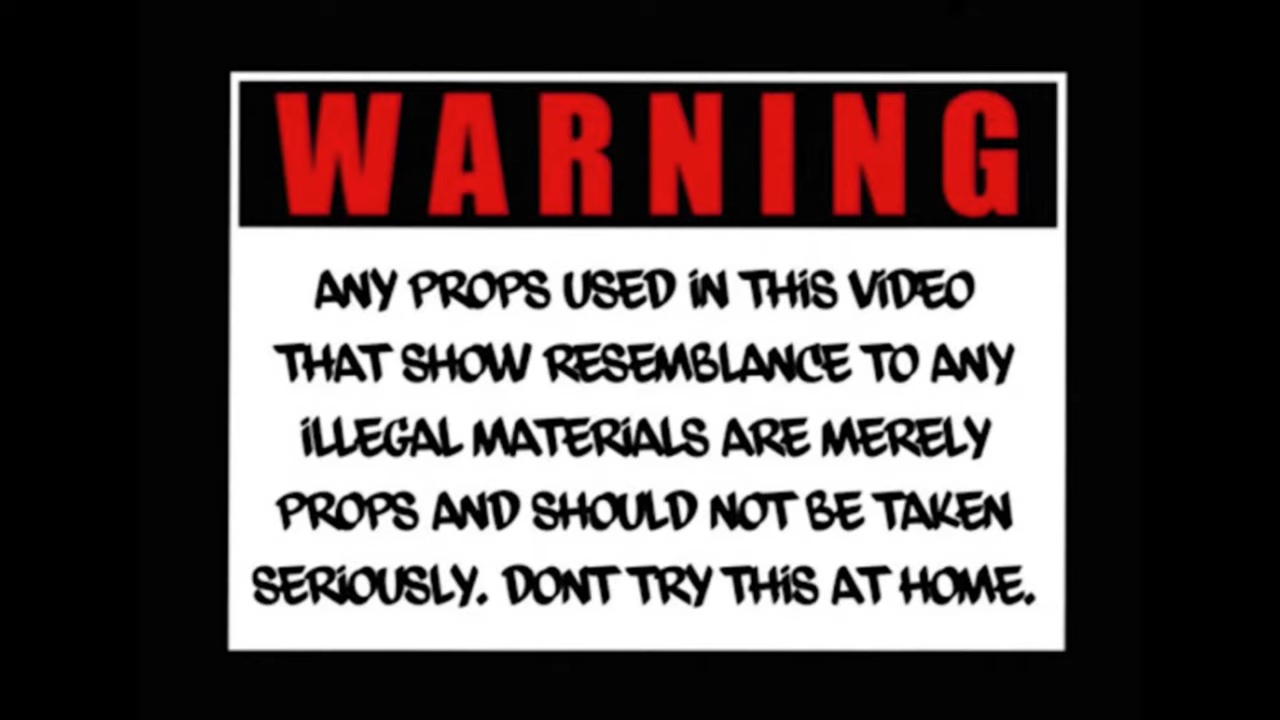 WARNING
ANY PROPS USED iN THiS ViDEO
THAT SHOW RESEMBLANCE TO ANY
iLLEGAL MATERiALS ARE MERELY
PROPS AND SHOULD NOT BE TAKEN
SERiOUSLY. DONT TRY THiS AT HOME.